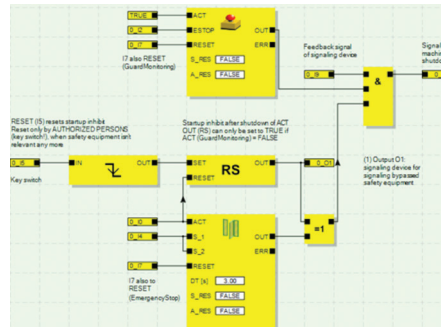 TRUE
ACT
0_I2
ESTOP
OUT
0_I7
RESET
ERR
I7 also RESET
(GuardMonitoring)
S_RES FALSE
A_RES FALSE
Feedback signal
of signaling device
0_I9
&
Signal
machin
shutdo
0_
RESET (I5) resets startup inhibit
Reset only by AUTHORIZED PERSONS
(key switch!), when safety equipment isn't
relevant any more
Startup inhibit after shutdown of ACT
OUT (RS) can only be set to TRUE if
ACT (GuardMonitoring) = FALSE
IN
OUT
SET
RS
OUT
0_O1
Key switch
RESET
(1) Output O1:
signaling device for
signaling bypassed
safety equipment
ACT
0_I4
S_1
OUT
=1
S_2
ERR
0_I7
RESET
I7 also to
RESET
(EmergencyStop)
DT [s] 3.00
S_RES FALSE
A_RES FALSE